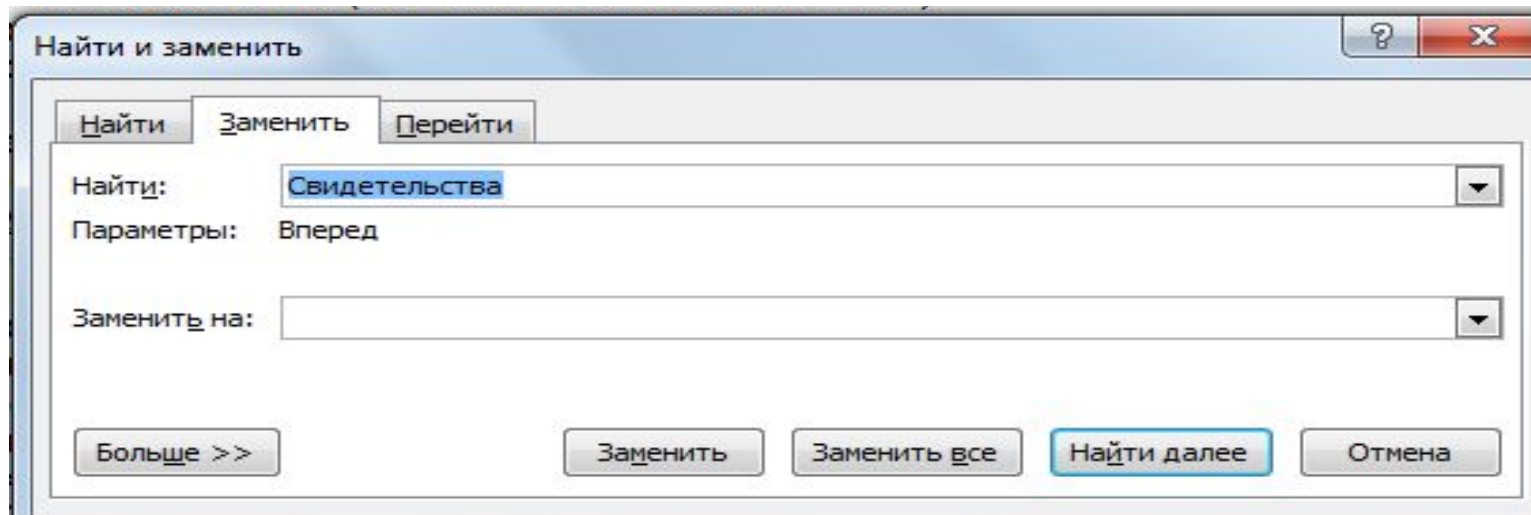 Найти и заменить
Найти Заменить Перейти
Найти: Свидетельства
Параметры: Вперед
Заменить на:
Больше >> Заменить Заменить все Найти далее Отмена